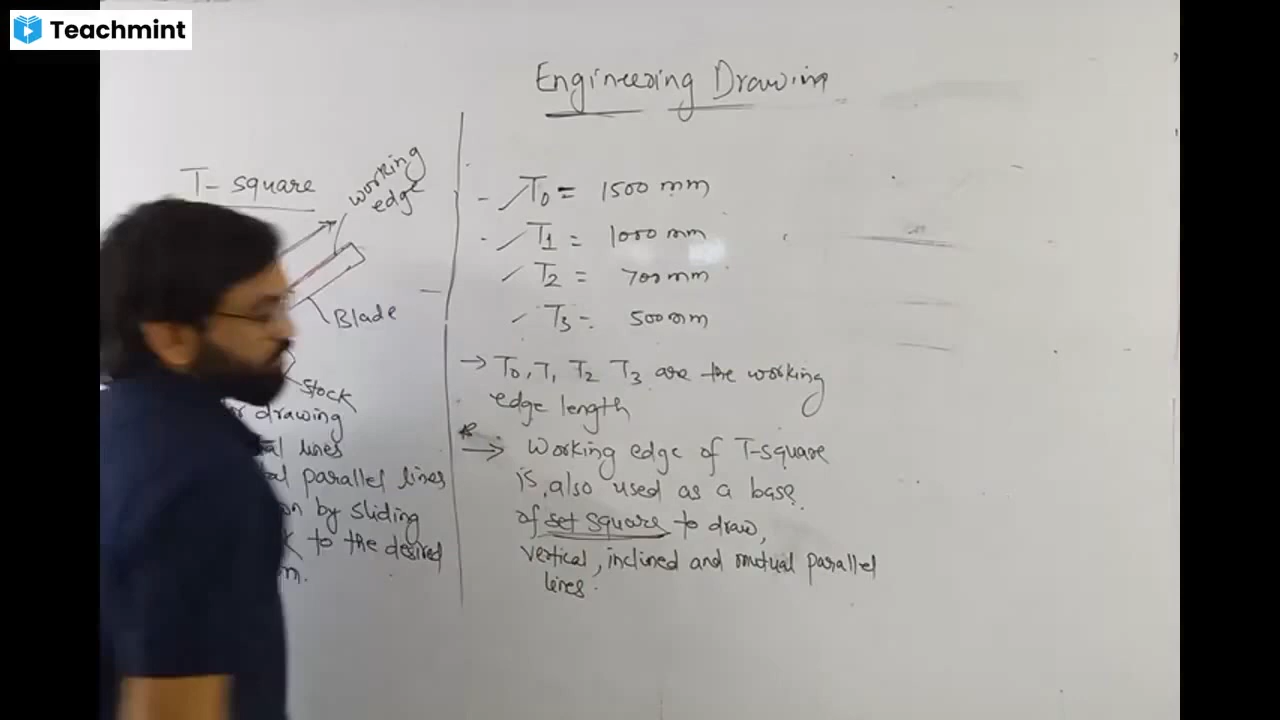 Teachmint
Engineering Drawing
T- square
working
edge
Blade
Stock
drawing
lines
parallel lines
by sliding
to the desired
T0 = 1500 mm
T1 = 1000 mm
T2 = 700 mm
T3 = 500 mm
→ T0, T1 T2 T3 are the working
edge length
→ Working edge of T-square
is, also used as a base
of set square to draw,
vertical, inclined and mutual parallel
lines.